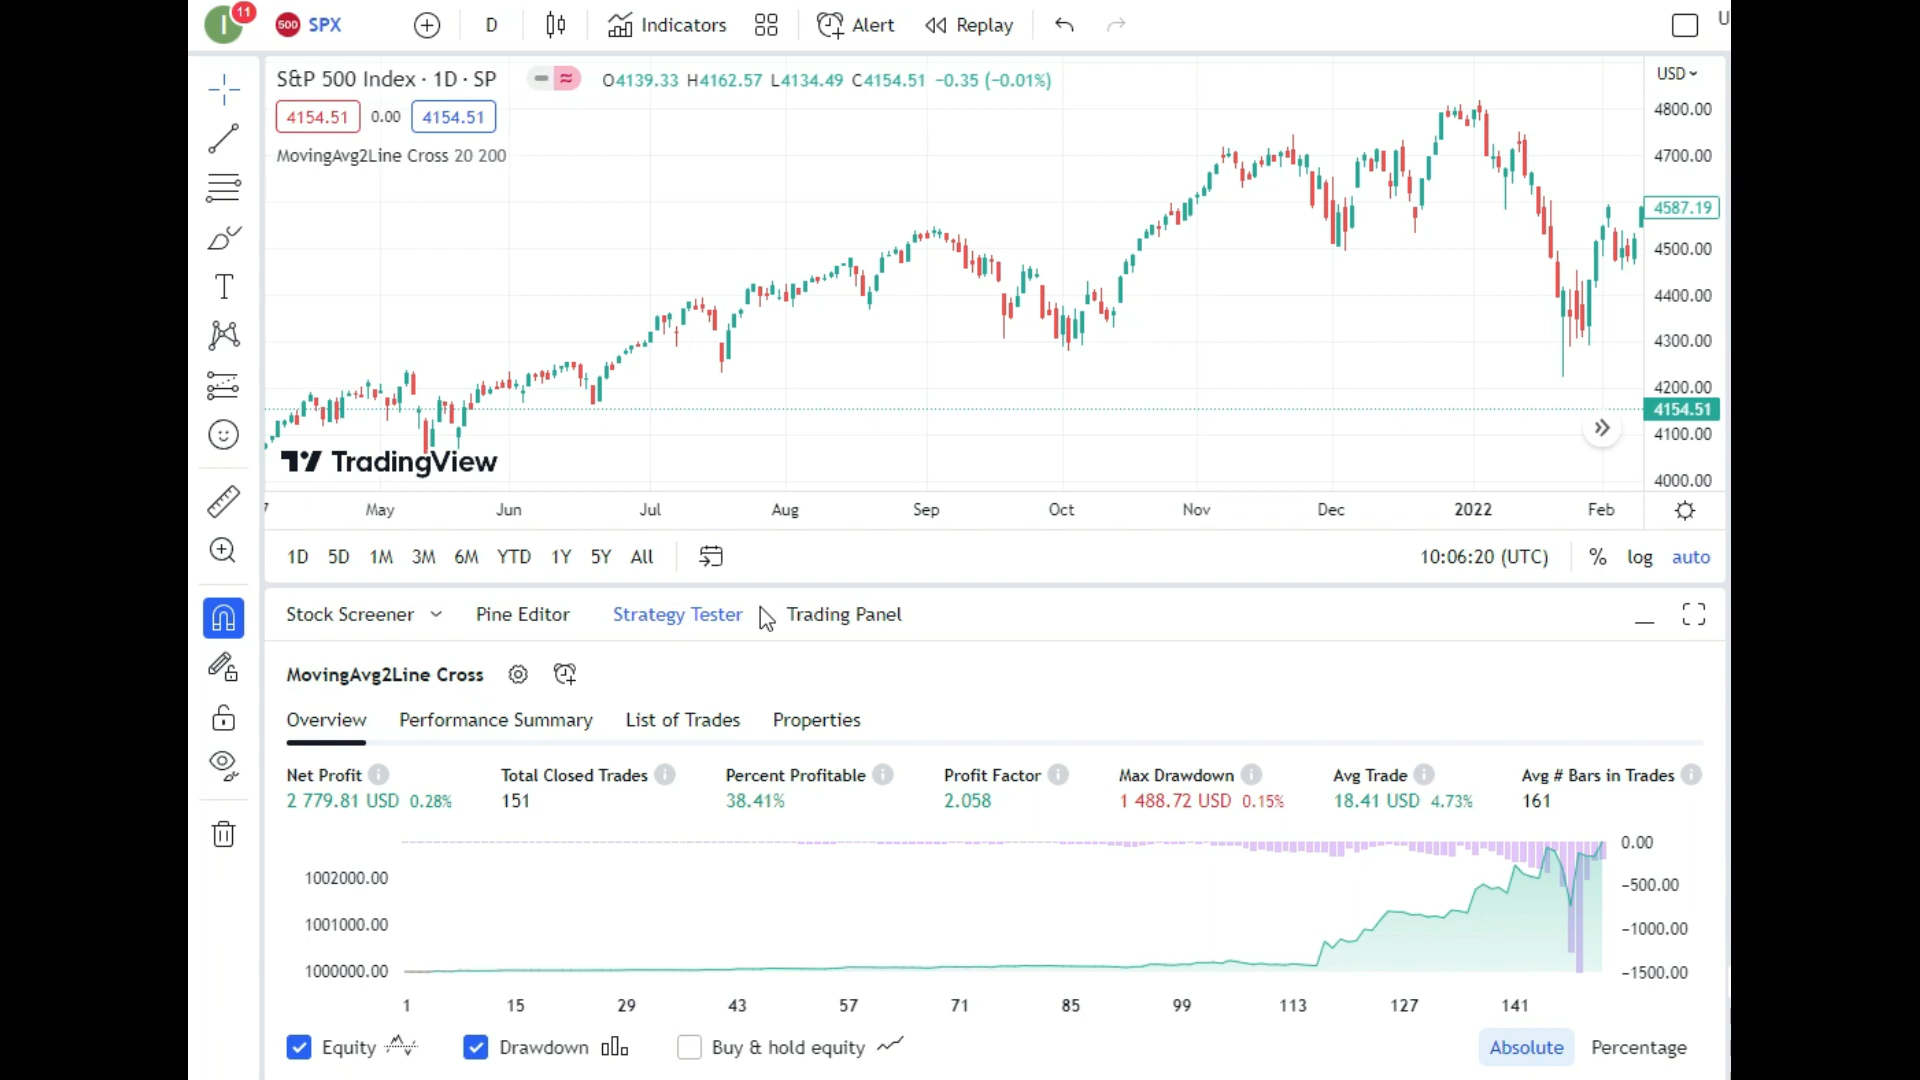 I 11 500 SPX D Indicators Alert Replay U
S&P 500 Index · 1D · SP O4139.33 H4162.57 L4134.49 C4154.51 −0.35 (−0.01%) USD
4154.51 0.00 4154.51
MovingAvg2Line Cross 20 200
4800.00
4700.00
4587.19
4500.00
4400.00
4300.00
4200.00
4154.51
4100.00
4000.00
TradingView
May Jun Jul Aug Sep Oct Nov Dec 2022 Feb
1D 5D 1M 3M 6M YTD 1Y 5Y All 10:06:20 (UTC) % log auto
Stock Screener Pine Editor Strategy Tester Trading Panel
MovingAvg2Line Cross
Overview Performance Summary List of Trades Properties
Net Profit Total Closed Trades Percent Profitable Profit Factor Max Drawdown Avg Trade Avg # Bars in Trades
2 779.81 USD 0.28% 151 38.41% 2.058 1 488.72 USD 0.15% 18.41 USD 4.73% 161
0.00
1002000.00 −500.00
1001000.00 −1000.00
1000000.00 −1500.00
1 15 29 43 57 71 85 99 113 127 141
Equity Drawdown Buy & hold equity Absolute Percentage